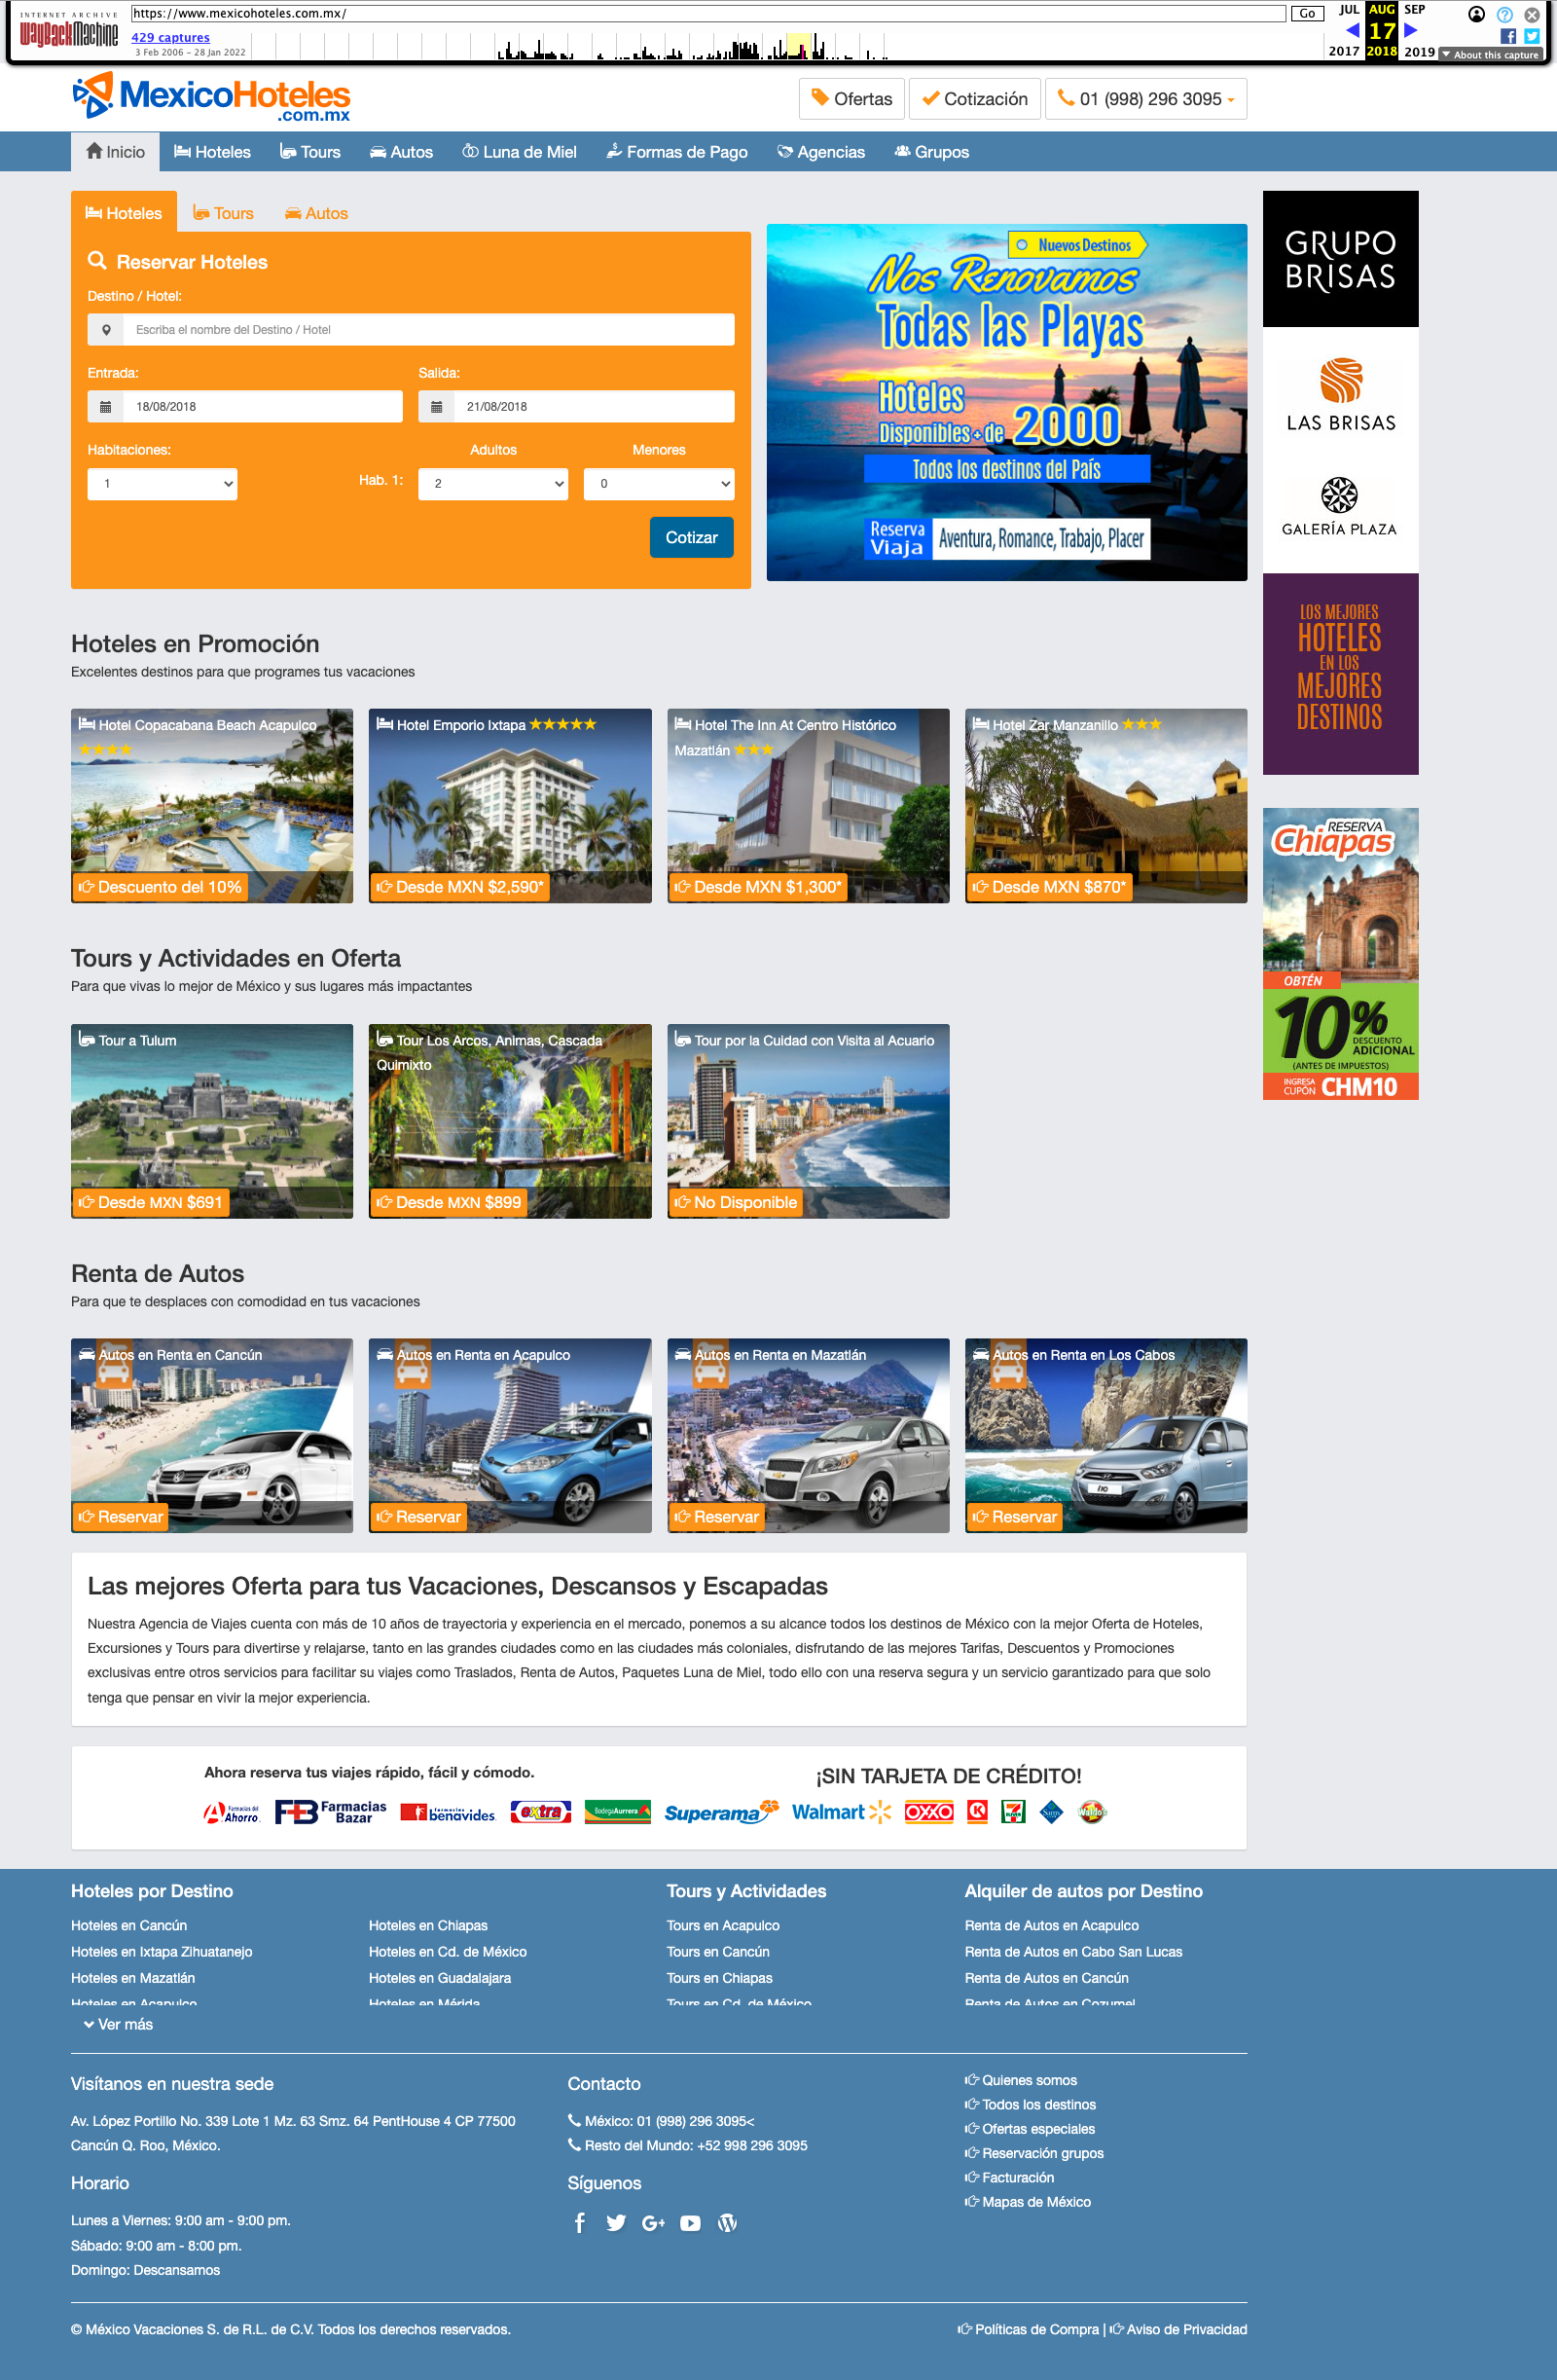 INTERNET ARCHIVE
WayBackMachine
https://www.mexicohoteles.com.mx/
Go
429 captures
3 Feb 2006 – 28 Jan 2022
JUL AUG SEP
17
2017 2018 2019
About this capture
MexicoHoteles
.com.mx
Ofertas
Cotización
01 (998) 296 3095
Inicio
Hoteles
Tours
Autos
Luna de Miel
Formas de Pago
Agencias
Grupos
Hoteles
Tours
Autos
Reservar Hoteles
Destino / Hotel:
Escriba el nombre del Destino / Hotel
Entrada:
Salida:
18/08/2018
21/08/2018
Habitaciones:
Adultos
Menores
1
Hab. 1:
2
0
Cotizar
Nuevos Destinos
Nos Renovamos
Todas las Playas
Hoteles
Disponibles + de 2000
Todos los destinos del País
Reserva
Viaja
Aventura, Romance, Trabajo, Placer
GRUPO
BRISAS
LAS BRISAS
GALERÍA PLAZA
LOS MEJORES
HOTELES
EN LOS
MEJORES
DESTINOS
Hoteles en Promoción
Excelentes destinos para que programes tus vacaciones
Hotel Copacabana Beach Acapulco
Descuento del 10%
Hotel Emporio Ixtapa
Desde MXN $2,590*
Hotel The Inn At Centro Histórico
Mazatlán
Desde MXN $1,300*
Hotel Zar Manzanillo
Desde MXN $870*
RESERVA
Chiapas
OBTÉN
10%
DESCUENTO
ADICIONAL
(ANTES DE IMPUESTOS)
INGRESA
CUPÓN
CHM10
Tours y Actividades en Oferta
Para que vivas lo mejor de México y sus lugares más impactantes
Tour a Tulum
Desde MXN $691
Tour Los Arcos, Animas, Cascada
Quimixto
Desde MXN $899
Tour por la Cuidad con Visita al Acuario
No Disponible
Renta de Autos
Para que te desplaces con comodidad en tus vacaciones
Autos en Renta en Cancún
Reservar
Autos en Renta en Acapulco
Reservar
Autos en Renta en Mazatlán
Reservar
Autos en Renta en Los Cabos
i10
Reservar
Las mejores Oferta para tus Vacaciones, Descansos y Escapadas
Nuestra Agencia de Viajes cuenta con más de 10 años de trayectoria y experiencia en el mercado, ponemos a su alcance todos los destinos de México con la mejor Oferta de Hoteles,
Excursiones y Tours para divertirse y relajarse, tanto en las grandes ciudades como en las ciudades más coloniales, disfrutando de las mejores Tarifas, Descuentos y Promociones
exclusivas entre otros servicios para facilitar su viajes como Traslados, Renta de Autos, Paquetes Luna de Miel, todo ello con una reserva segura y un servicio garantizado para que solo
tenga que pensar en vivir la mejor experiencia.
Ahora reserva tus viajes rápido, fácil y cómodo.
¡SIN TARJETA DE CRÉDITO!
Farmacias del
Ahorro
FB Farmacias
Bazar
farmacias
benavides
extra
Bodega Aurrera
Superama
Walmart
OXXO
K
7 ELEVEN
Sam's
Waldo's
Hoteles por Destino
Hoteles en Cancún
Hoteles en Ixtapa Zihuatanejo
Hoteles en Mazatlán
Hoteles en Acapulco
Hoteles en Chiapas
Hoteles en Cd. de México
Hoteles en Guadalajara
Hoteles en Mérida
Tours y Actividades
Tours en Acapulco
Tours en Cancún
Tours en Chiapas
Tours en Cd. de México
Alquiler de autos por Destino
Renta de Autos en Acapulco
Renta de Autos en Cabo San Lucas
Renta de Autos en Cancún
Renta de Autos en Cozumel
Ver más
Visítanos en nuestra sede
Av. López Portillo No. 339 Lote 1 Mz. 63 Smz. 64 PentHouse 4 CP 77500
Cancún Q. Roo, México.
Horario
Lunes a Viernes: 9:00 am - 9:00 pm.
Sábado: 9:00 am - 8:00 pm.
Domingo: Descansamos
Contacto
México: 01 (998) 296 3095<
Resto del Mundo: +52 998 296 3095
Síguenos
Quienes somos
Todos los destinos
Ofertas especiales
Reservación grupos
Facturación
Mapas de México
© México Vacaciones S. de R.L. de C.V. Todos los derechos reservados.
Políticas de Compra | Aviso de Privacidad